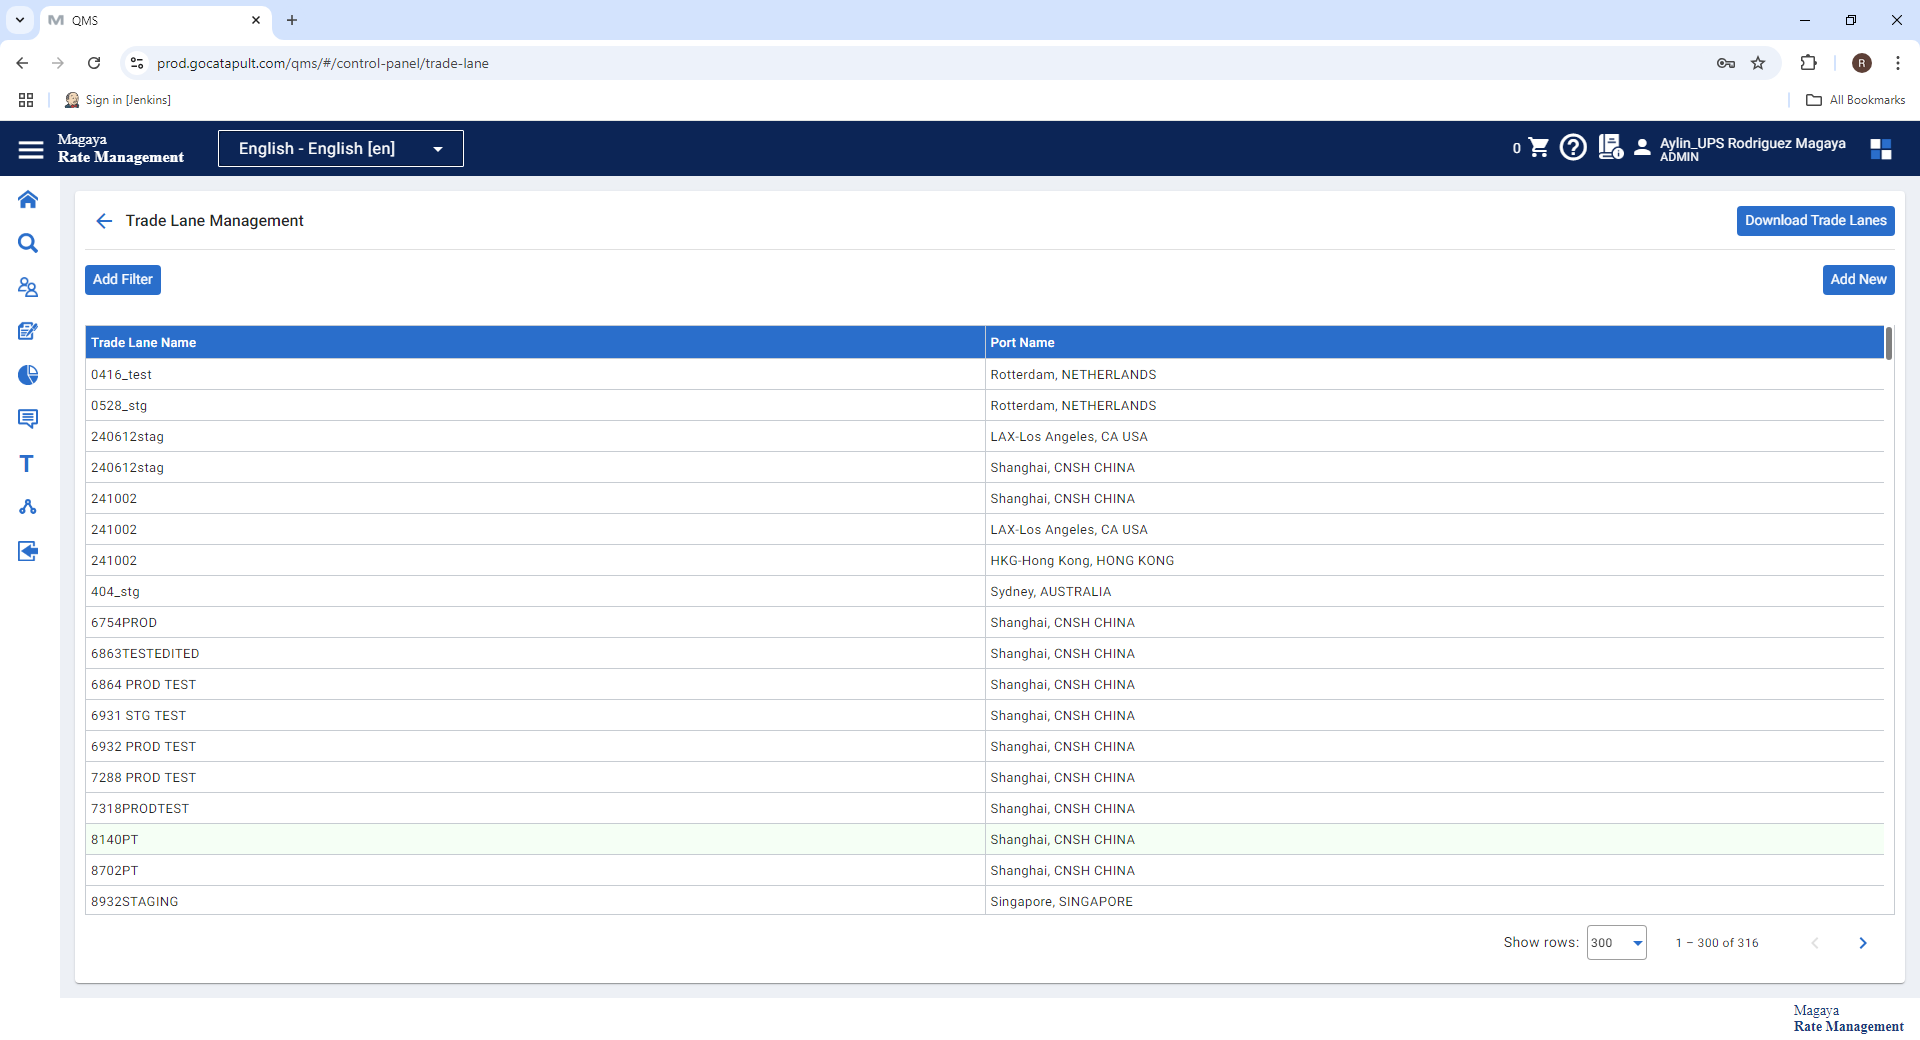 QMS
prod.gocatapult.com/qms/#/control-panel/trade-lane
R
Sign in [Jenkins]
All Bookmarks
Magaya
Rate Management
English - English [en]
0
Aylin_UPS Rodriguez Magaya
ADMIN
Trade Lane Management
Download Trade Lanes
Add Filter
Add New
Trade Lane Name Port Name
0416_test Rotterdam, NETHERLANDS
0528_stg Rotterdam, NETHERLANDS
240612stag LAX-Los Angeles, CA USA
240612stag Shanghai, CNSH CHINA
241002 Shanghai, CNSH CHINA
241002 LAX-Los Angeles, CA USA
241002 HKG-Hong Kong, HONG KONG
404_stg Sydney, AUSTRALIA
6754PROD Shanghai, CNSH CHINA
6863TESTEDITED Shanghai, CNSH CHINA
6864 PROD TEST Shanghai, CNSH CHINA
6931 STG TEST Shanghai, CNSH CHINA
6932 PROD TEST Shanghai, CNSH CHINA
7288 PROD TEST Shanghai, CNSH CHINA
7318PRODTEST Shanghai, CNSH CHINA
8140PT Shanghai, CNSH CHINA
8702PT Shanghai, CNSH CHINA
8932STAGING Singapore, SINGAPORE
Show rows: 300 1 – 300 of 316
Magaya
Rate Management